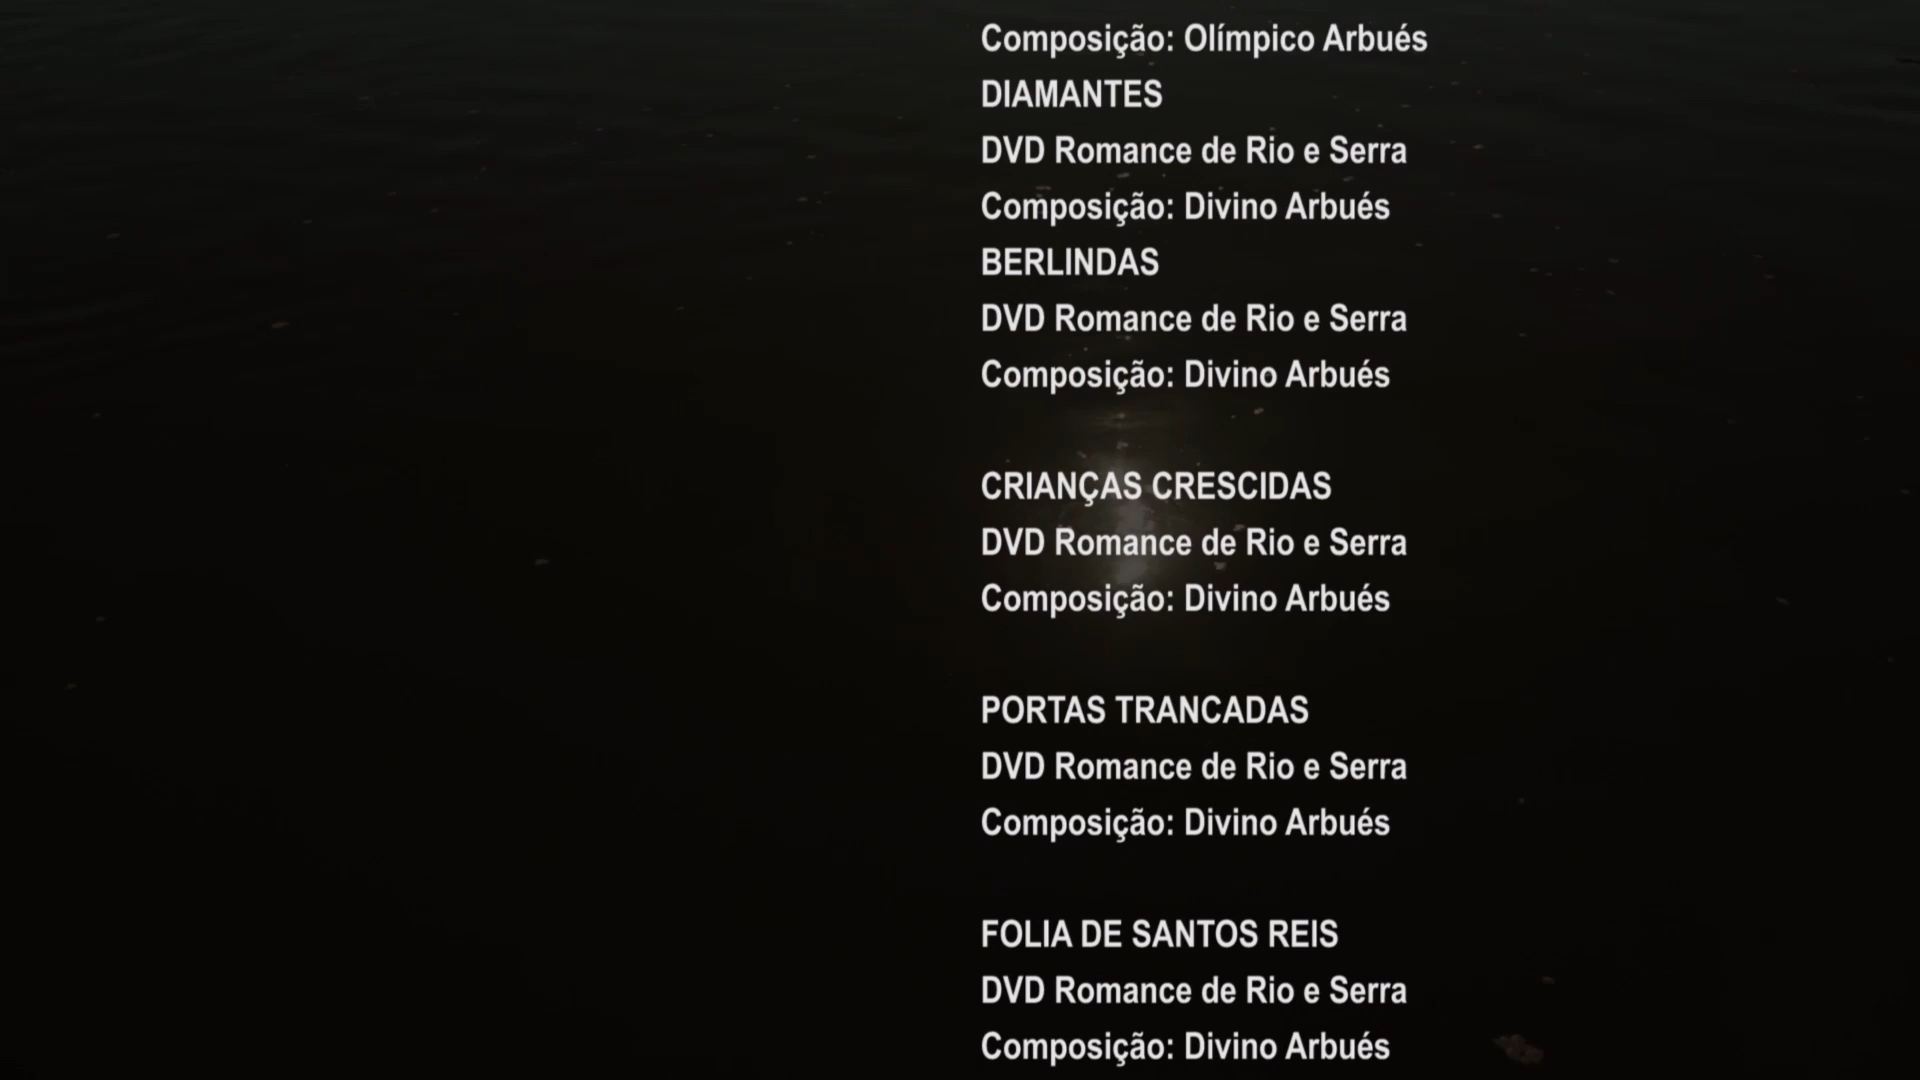 Composição: Olímpico Arbués
DIAMANTES
DVD Romance de Rio e Serra
Composição: Divino Arbués
BERLINDAS
DVD Romance de Rio e Serra
Composição: Divino Arbués
CRIANÇAS CRESCIDAS
DVD Romance de Rio e Serra
Composição: Divino Arbués
PORTAS TRANCADAS
DVD Romance de Rio e Serra
Composição: Divino Arbués
FOLIA DE SANTOS REIS
DVD Romance de Rio e Serra
Composição: Divino Arbués